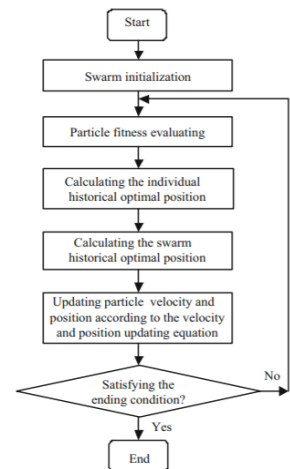 Start
Swarm initialization
Particle fitness evaluating
Calculating the individual
historical optimal position
Calculating the swarm
historical optimal position
Updating particle velocity and
position according to the velocity
and position updating equation
Satisfying the
ending condition?
No
Yes
End